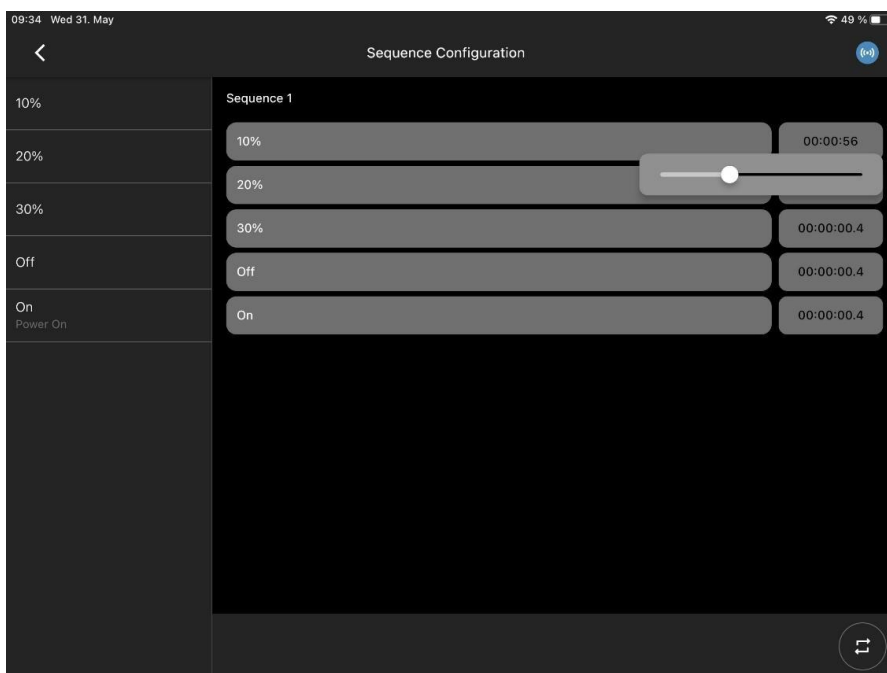 09:34 Wed 31. May
49 %
Sequence Configuration
10%
20%
30%
Off
On
Power On
Sequence 1
10%
00:00:56
20%
30%
00:00:00.4
Off
00:00:00.4
On
00:00:00.4